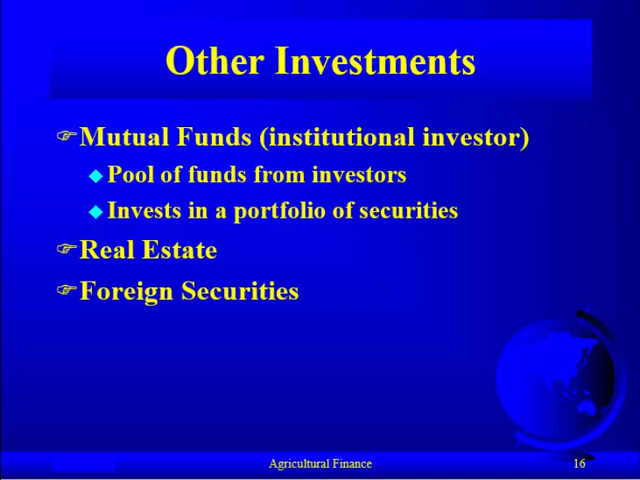 Other Investments
Mutual Funds (institutional investor)
Pool of funds from investors
Invests in a portfolio of securities
Real Estate
Foreign Securities
Agricultural Finance
16